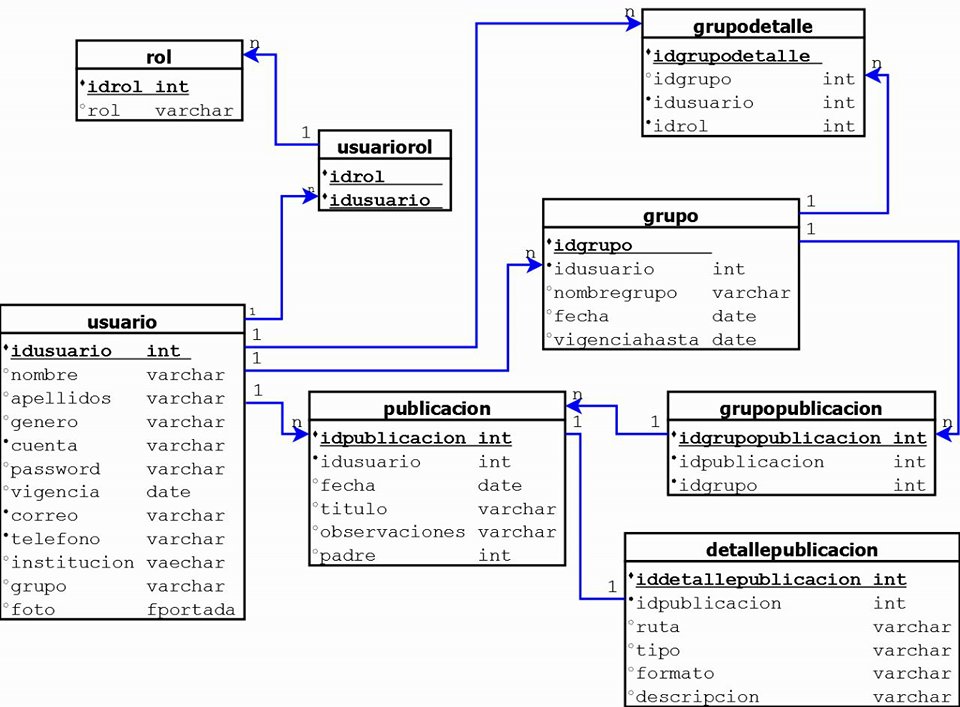 rol
idrol int
rol varchar
n
1
usuariorol
idrol
idusuario
n
n
grupodetalle
idgrupodetalle
idgrupo int
idusuario int
idrol int
n
grupo
idgrupo
idusuario int
nombregrupo varchar
fecha date
vigenciahasta date
1
1
n
usuario
idusuario int
nombre varchar
apellidos varchar
genero varchar
cuenta varchar
password varchar
vigencia date
correo varchar
telefono varchar
institucion vaechar
grupo varchar
foto fportada
1
1
1
1
n
publicacion
idpublicacion int
idusuario int
fecha date
titulo varchar
observaciones varchar
padre int
n
1
1
grupopublicacion
idgrupopublicacion int
idpublicacion int
idgrupo int
n
1
detallepublicacion
iddetallepublicacion int
idpublicacion int
ruta varchar
tipo varchar
formato varchar
descripcion varchar